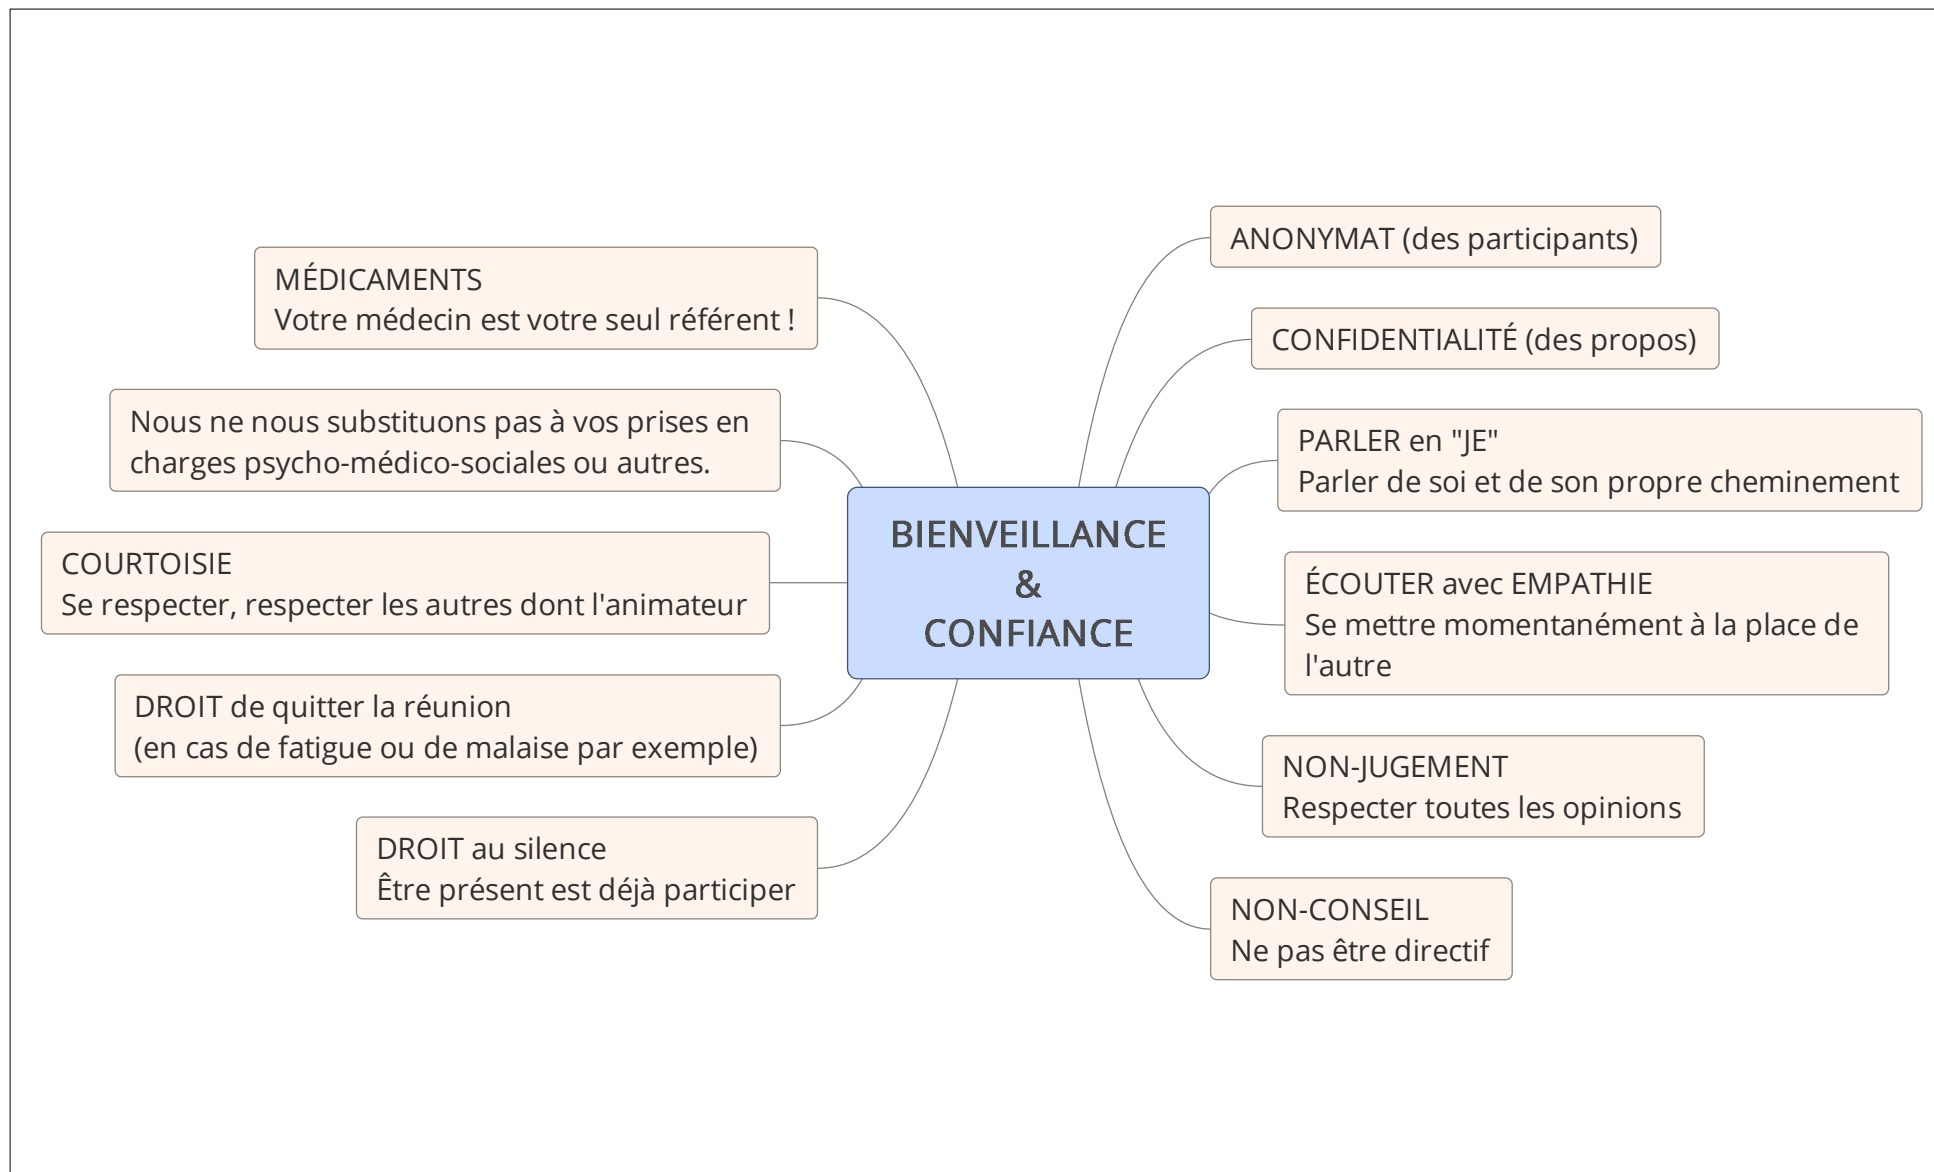 BIENVEILLANCE
&
CONFIANCE
ANONYMAT (des participants)
CONFIDENTIALITÉ (des propos)
PARLER en "JE"
Parler de soi et de son propre cheminement
ÉCOUTER avec EMPATHIE
Se mettre momentanément à la place de
l'autre
NON-JUGEMENT
Respecter toutes les opinions
NON-CONSEIL
Ne pas être directif
DROIT au silence
Être présent est déjà participer
DROIT de quitter la réunion
(en cas de fatigue ou de malaise par exemple)
COURTOISIE
Se respecter, respecter les autres dont l'animateur
Nous ne nous substituons pas à vos prises en
charges psycho-médico-sociales ou autres.
MÉDICAMENTS
Votre médecin est votre seul référent !